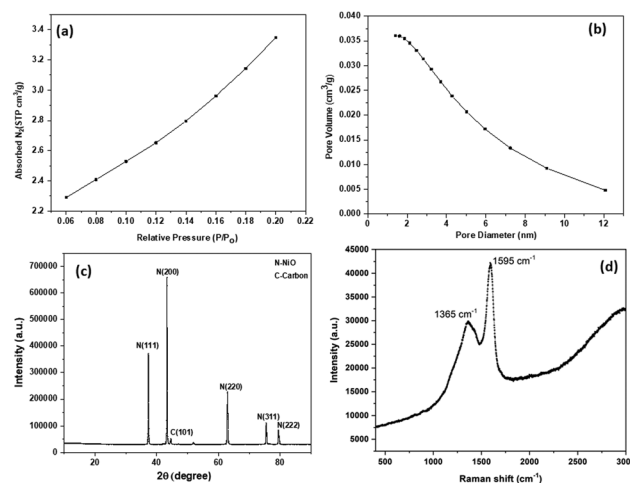 (a)
3.4
3.2
3.0
2.8
2.6
2.4
2.2
Absorbed N₂(STP cm³/g)
0.06 0.08 0.10 0.12 0.14 0.16 0.18 0.20 0.22
Relative Pressure (P/P₀)
(b)
0.040
0.035
0.030
0.025
0.020
0.015
0.010
0.005
0.000
Pore Volume (cm³/g)
0 2 4 6 8 10 12
Pore Diameter (nm)
(c)
N-NiO
C-Carbon
700000
600000
500000
400000
300000
200000
100000
0
Intensity (a.u.)
N(111)
N(200)
C(101)
N(220)
N(311)
N(222)
20 40 60 80
2θ (degree)
(d)
45000
40000
35000
30000
25000
20000
15000
10000
5000
Intensity (a.u.)
1365 cm⁻¹
1595 cm⁻¹
500 1000 1500 2000 2500 300
Raman shift (cm⁻¹)